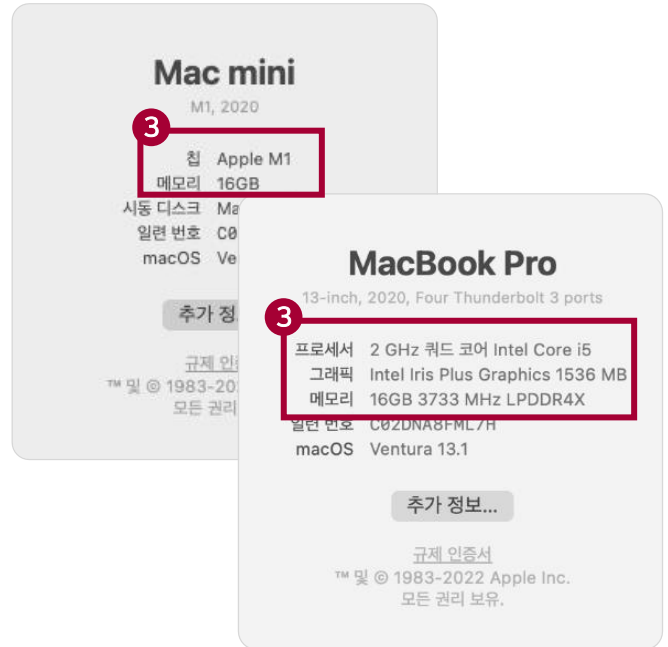 Mac mini
M1, 2020
3
칩 Apple M1
메모리 16GB
시동 디스크 Ma
일련 번호 C0
macOS Ve
추가 정
규제 인
™ 및 © 1983-20
모든 권리
MacBook Pro
13-inch, 2020, Four Thunderbolt 3 ports
3
프로세서 2 GHz 쿼드 코어 Intel Core i5
그래픽 Intel Iris Plus Graphics 1536 MB
메모리 16GB 3733 MHz LPDDR4X
일련 번호 C02DNA8FML7H
macOS Ventura 13.1
추가 정보...
규제 인증서
™ 및 © 1983-2022 Apple Inc.
모든 권리 보유.